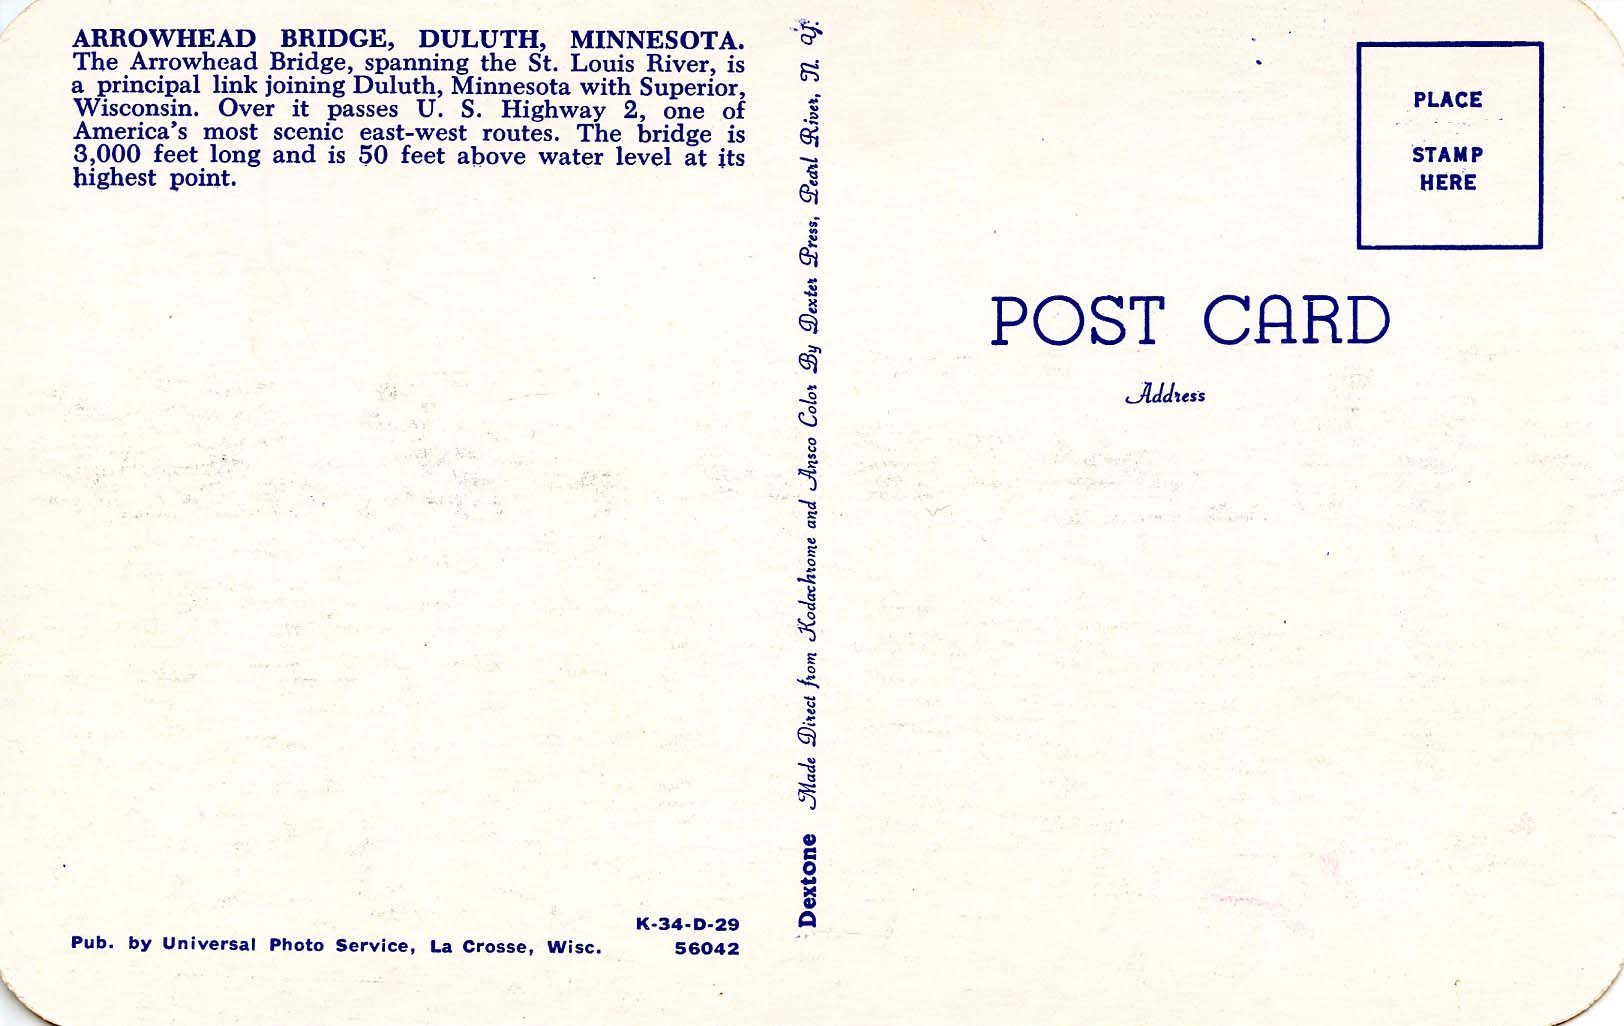 ARROWHEAD BRIDGE, DULUTH, MINNESOTA.
The Arrowhead Bridge, spanning the St. Louis River, is
a principal link joining Duluth, Minnesota with Superior,
Wisconsin. Over it passes U. S. Highway 2, one of
America's most scenic east-west routes. The bridge is
3,000 feet long and is 50 feet above water level at its
highest point.
K-34-D-29
Pub. by Universal Photo Service, La Crosse, Wisc. 56042
Dextone Made Direct from Kodachrome and Ansco Color By Dexter Press, Pearl River, N. Y.
PLACE
STAMP
HERE
POST CARD
Address